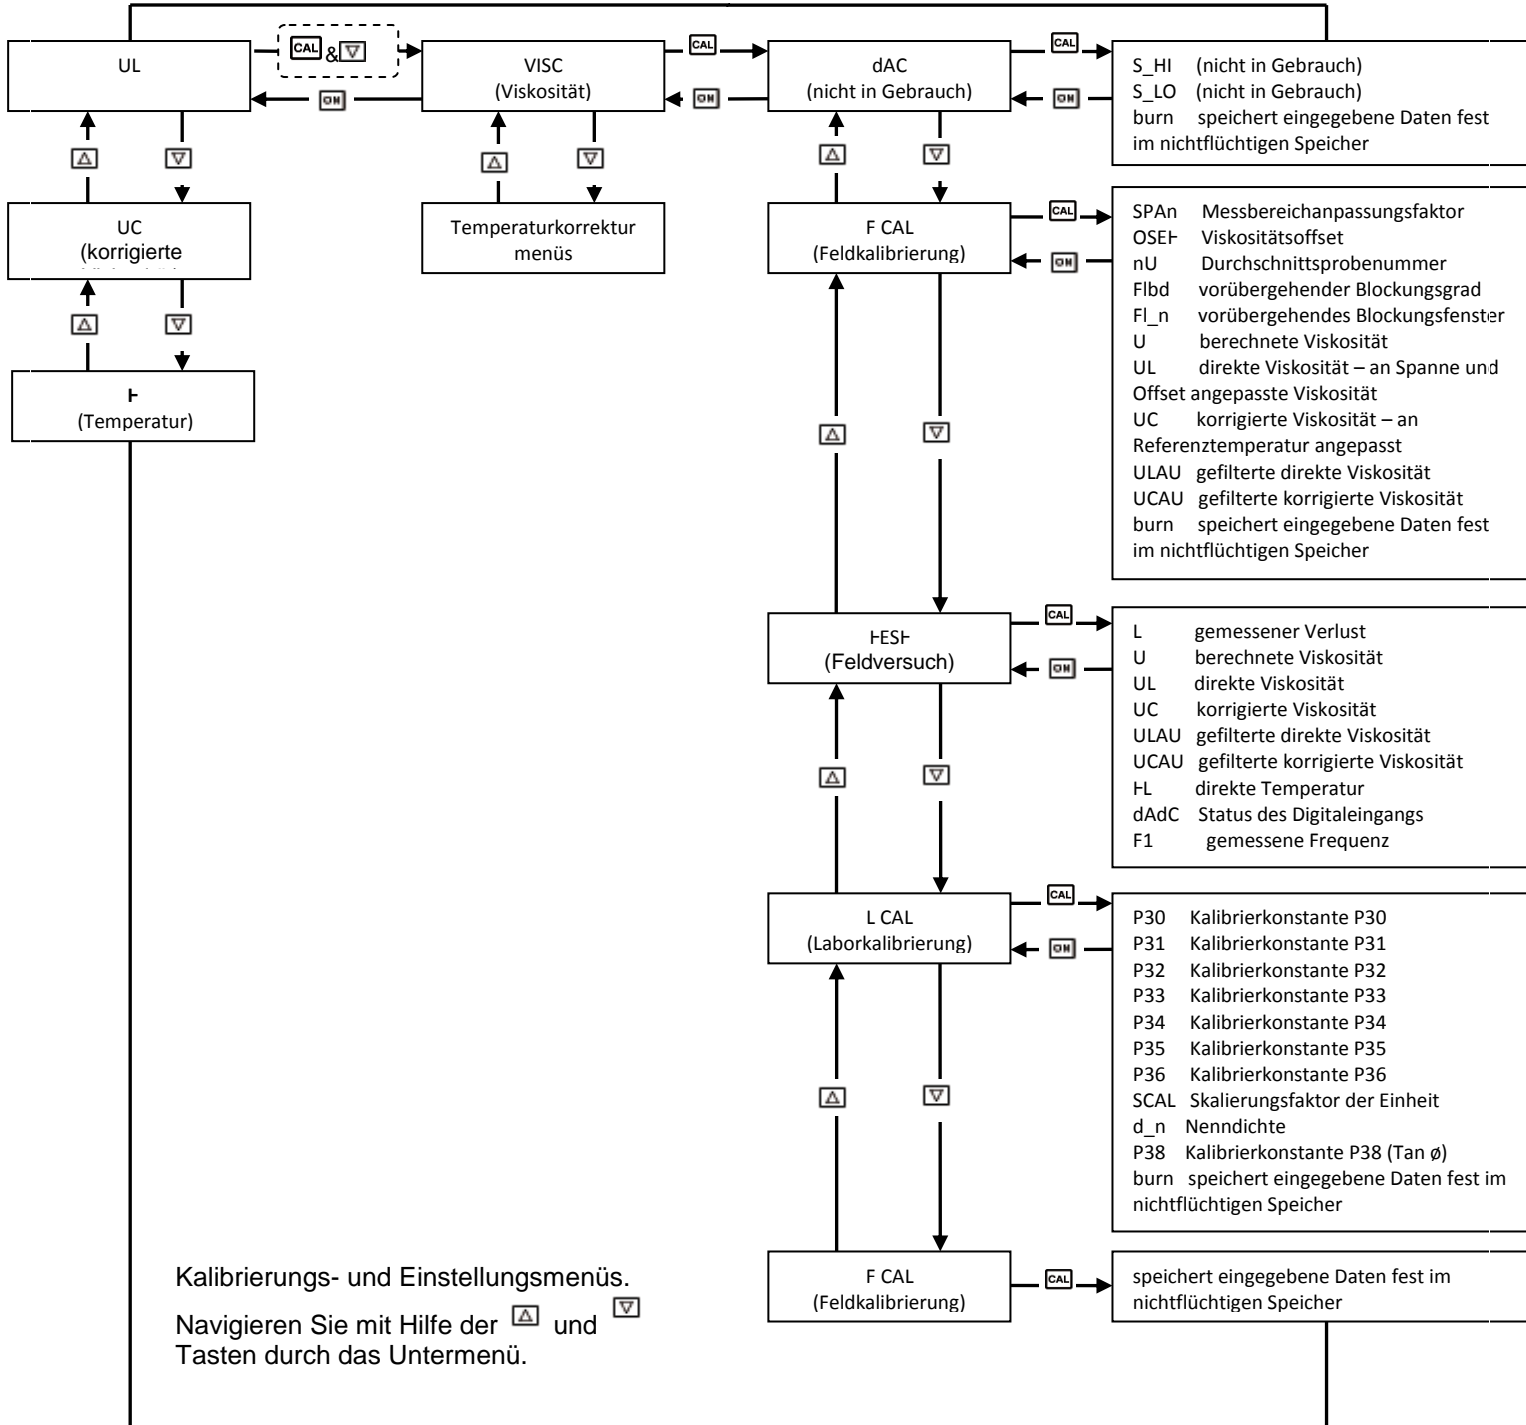 UL
CAL & ▽
VISC
(Viskosität)
CAL
dAC
(nicht in Gebrauch)
CAL
S_HI (nicht in Gebrauch)
S_LO (nicht in Gebrauch)
burn speichert eingegebene Daten fest
im nichtflüchtigen Speicher
ON
ON
ON
△
▽
△
▽
△
▽
UC
(korrigierte
Temperaturkorrektur
menüs
F CAL
(Feldkalibrierung)
CAL
ON
SPAn Messbereichanpassungsfaktor
OSEⱵ Viskositätsoffset
nU Durchschnittsprobenummer
Flbd vorübergehender Blockungsgrad
Fl_n vorübergehendes Blockungsfenster
U berechnete Viskosität
UL direkte Viskosität – an Spanne und
Offset angepasste Viskosität
UC korrigierte Viskosität – an
Referenztemperatur angepasst
ULAU gefilterte direkte Viskosität
UCAU gefilterte korrigierte Viskosität
burn speichert eingegebene Daten fest
im nichtflüchtigen Speicher
△
▽
Ⱶ
(Temperatur)
△
▽
ⱵESⱵ
(Feldversuch)
CAL
ON
L gemessener Verlust
U berechnete Viskosität
UL direkte Viskosität
UC korrigierte Viskosität
ULAU gefilterte direkte Viskosität
UCAU gefilterte korrigierte Viskosität
ⱵL direkte Temperatur
dAdC Status des Digitaleingangs
F1 gemessene Frequenz
△
▽
L CAL
(Laborkalibrierung)
CAL
ON
P30 Kalibrierkonstante P30
P31 Kalibrierkonstante P31
P32 Kalibrierkonstante P32
P33 Kalibrierkonstante P33
P34 Kalibrierkonstante P34
P35 Kalibrierkonstante P35
P36 Kalibrierkonstante P36
SCAL Skalierungsfaktor der Einheit
d_n Nenndichte
P38 Kalibrierkonstante P38 (Tan ø)
burn speichert eingegebene Daten fest im
nichtflüchtigen Speicher
△
▽
F CAL
(Feldkalibrierung)
CAL
speichert eingegebene Daten fest im
nichtflüchtigen Speicher
Kalibrierungs- und Einstellungsmenüs.
Navigieren Sie mit Hilfe der △ und ▽
Tasten durch das Untermenü.